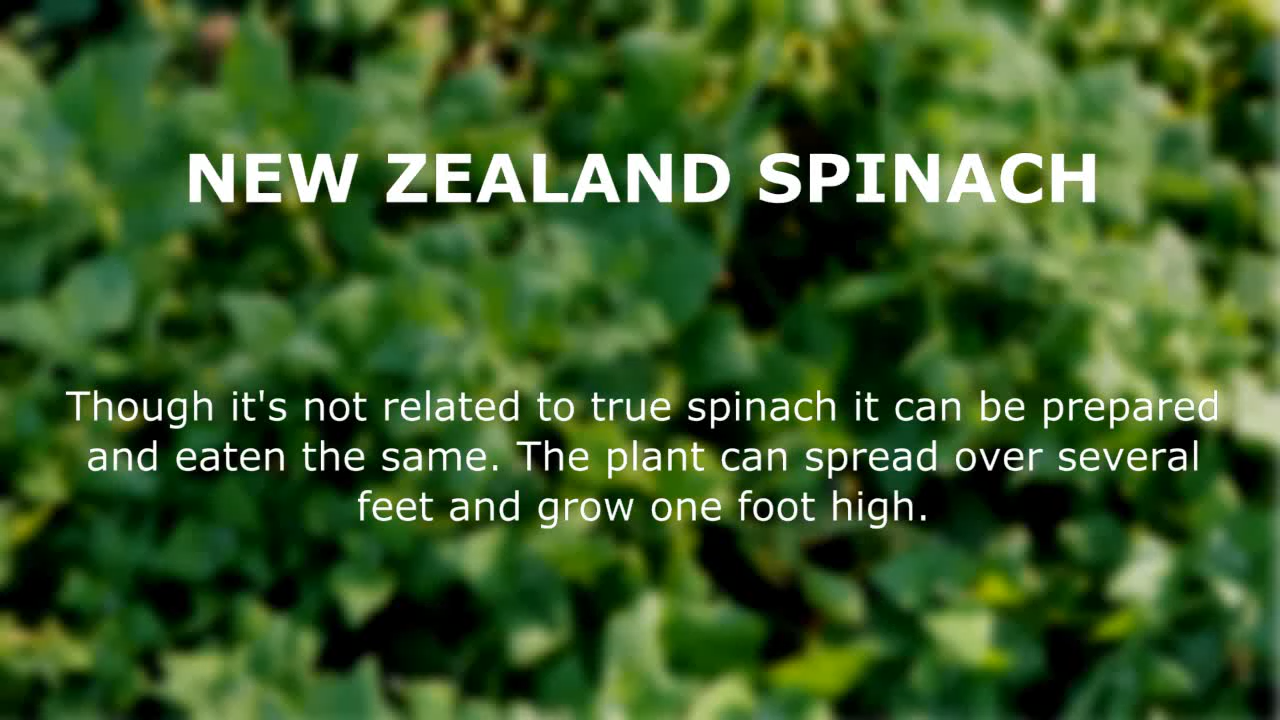 NEW ZEALAND SPINACH
Though it's not related to true spinach it can be prepared
and eaten the same. The plant can spread over several
feet and grow one foot high.